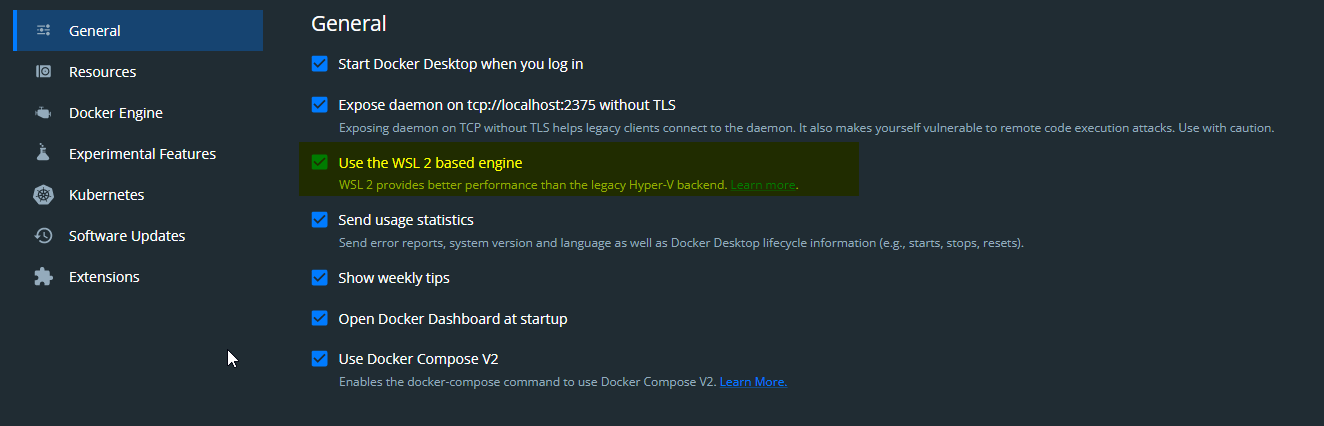 General
Resources
Docker Engine
Experimental Features
Kubernetes
Software Updates
Extensions
General
Start Docker Desktop when you log in
Expose daemon on tcp://localhost:2375 without TLS
Exposing daemon on TCP without TLS helps legacy clients connect to the daemon. It also makes yourself vulnerable to remote code execution attacks. Use with caution.
Use the WSL 2 based engine
WSL 2 provides better performance than the legacy Hyper-V backend. Learn more.
Send usage statistics
Send error reports, system version and language as well as Docker Desktop lifecycle information (e.g., starts, stops, resets).
Show weekly tips
Open Docker Dashboard at startup
Use Docker Compose V2
Enables the docker-compose command to use Docker Compose V2. Learn More.